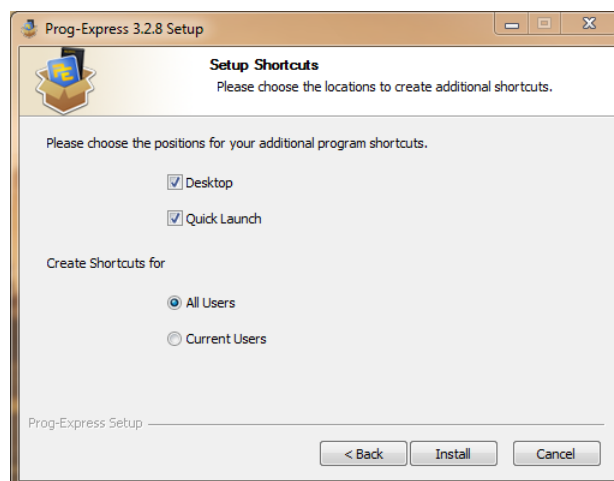 Prog-Express 3.2.8 Setup
Setup Shortcuts
Please choose the locations to create additional shortcuts.
Please choose the positions for your additional program shortcuts.
Desktop
Quick Launch
Create Shortcuts for
All Users
Current Users
Prog-Express Setup
< Back Install Cancel